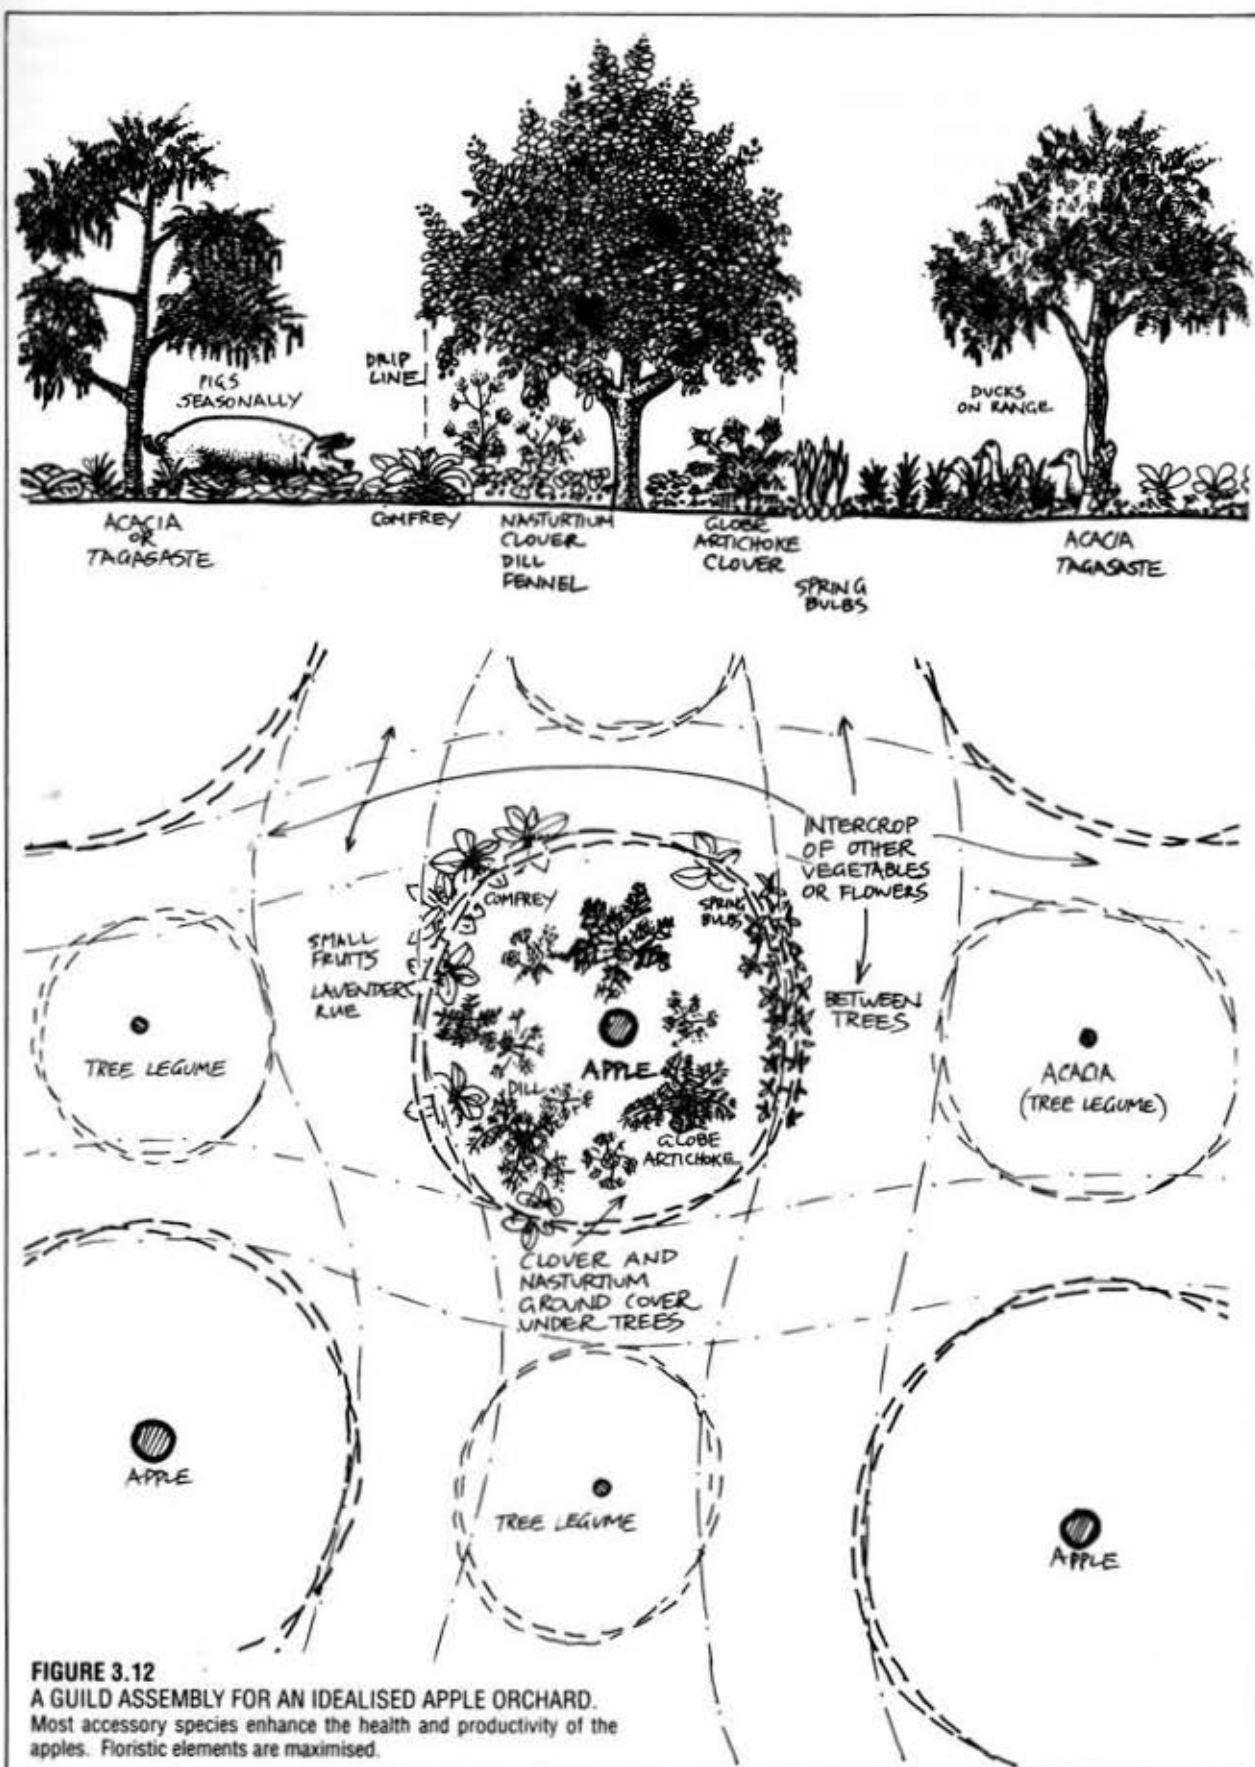 PIGS
SEASONALLY
DRIP
LINE
DUCKS
ON RANGE
ACACIA
OR
TAGASASTE
COMFREY
NASTURTIUM
CLOVER
DILL
FENNEL
GLOBE
ARTICHOKE
CLOVER
SPRING
BULBS
ACACIA
TAGASASTE
INTERCROP
OF OTHER
VEGETABLES
OR FLOWERS
COMFREY
SPRING
BULBS
SMALL
FRUITS
LAVENDERS
RUE
BETWEEN
TREES
TREE LEGUME
APPLE
ACACIA
(TREE LEGUME)
DILL
GLOBE
ARTICHOKE
CLOVER AND
NASTURTIUM
GROUND COVER
UNDER TREES
APPLE
TREE LEGUME
APPLE
FIGURE 3.12
A GUILD ASSEMBLY FOR AN IDEALISED APPLE ORCHARD.
Most accessory species enhance the health and productivity of the
apples. Floristic elements are maximised.